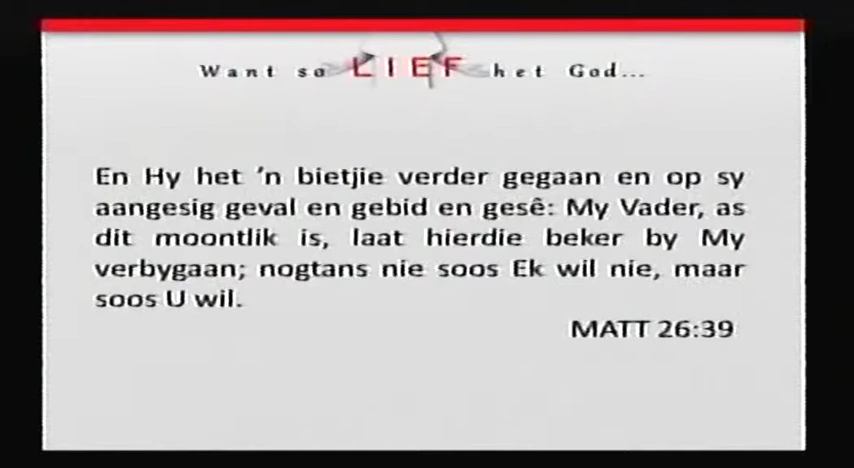 Want so LIEF het God...
En Hy het 'n bietjie verder gegaan en op sy
aangesig geval en gebid en gesê: My Vader, as
dit moontlik is, laat hierdie beker by My
verbygaan; nogtans nie soos Ek wil nie, maar
soos U wil.
MATT 26:39